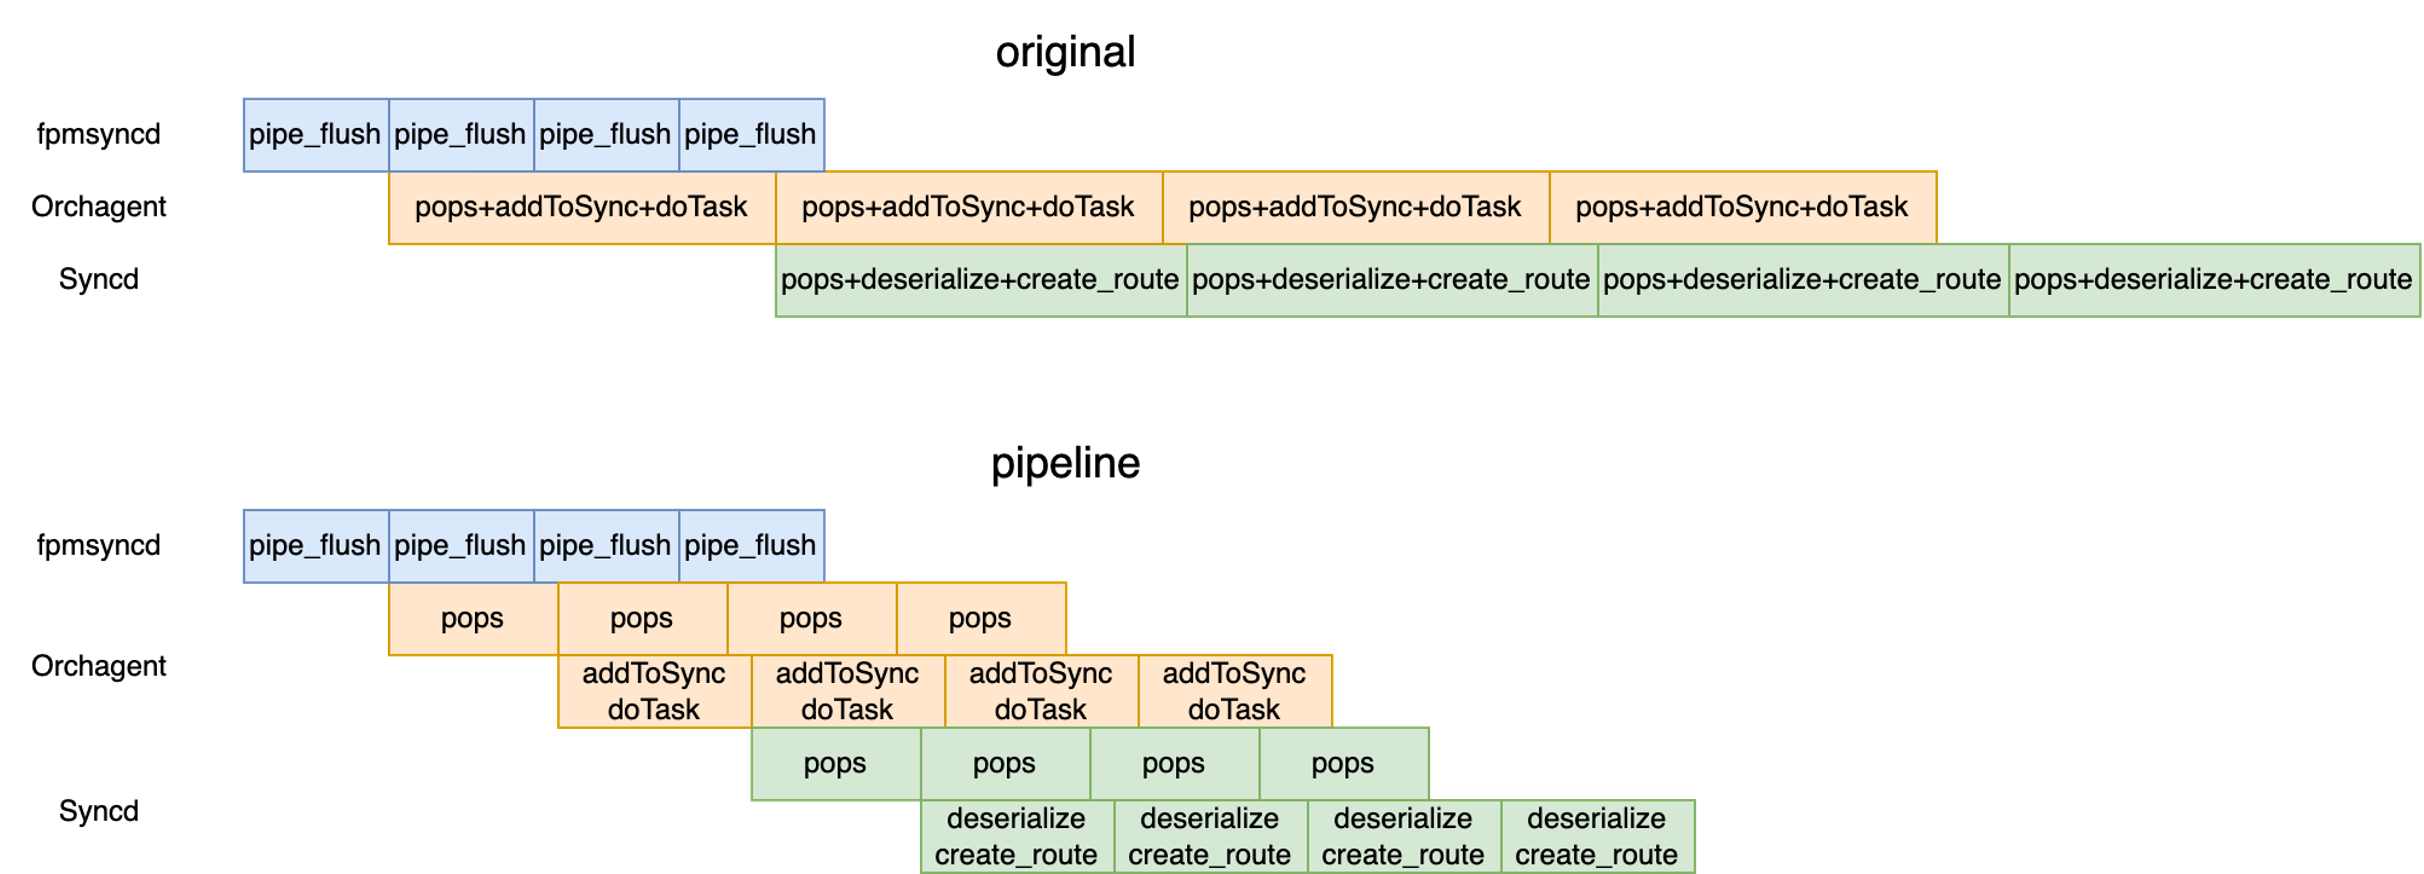 original
fpmsyncd
pipe_flush pipe_flush pipe_flush pipe_flush
Orchagent
pops+addToSync+doTask pops+addToSync+doTask pops+addToSync+doTask pops+addToSync+doTask
Syncd
pops+deserialize+create_route pops+deserialize+create_route pops+deserialize+create_route pops+deserialize+create_route
pipeline
fpmsyncd
pipe_flush pipe_flush pipe_flush pipe_flush
Orchagent
pops pops pops pops
addToSync addToSync addToSync addToSync
doTask doTask doTask doTask
Syncd
pops pops pops pops
deserialize deserialize deserialize deserialize
create_route create_route create_route create_route